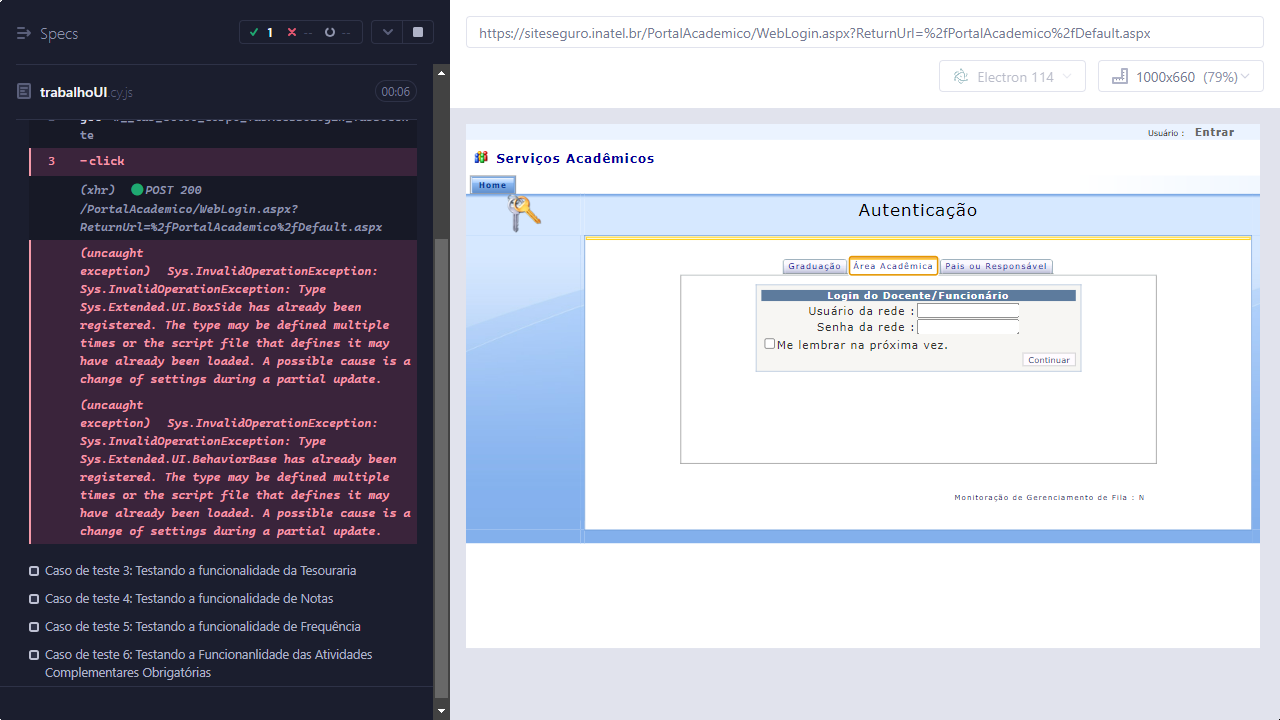 Specs
1
--
--
trabalhoUI.cy.js
00:06
te
3 -click
(xhr) POST 200
/PortalAcademico/WebLogin.aspx?
ReturnUrl=%2fPortalAcademico%2fDefault.aspx
(uncaught
exception) Sys.InvalidOperationException:
Sys.InvalidOperationException: Type
Sys.Extended.UI.BoxSide has already been
registered. The type may be defined multiple
times or the script file that defines it may
have already been loaded. A possible cause is a
change of settings during a partial update.
(uncaught
exception) Sys.InvalidOperationException:
Sys.InvalidOperationException: Type
Sys.Extended.UI.BehaviorBase has already been
registered. The type may be defined multiple
times or the script file that defines it may
have already been loaded. A possible cause is a
change of settings during a partial update.
Caso de teste 3: Testando a funcionalidade da Tesouraria
Caso de teste 4: Testando a funcionalidade de Notas
Caso de teste 5: Testando a funcionalidade de Frequência
Caso de teste 6: Testando a Funcionanlidade das Atividades
Complementares Obrigatórias
https://siteseguro.inatel.br/PortalAcademico/WebLogin.aspx?ReturnUrl=%2fPortalAcademico%2fDefault.aspx
Electron 114
1000x660 (79%)
Usuário : Entrar
Serviços Acadêmicos
Home
Autenticação
Graduação Área Acadêmica Pais ou Responsável
Login do Docente/Funcionário
Usuário da rede :
Senha da rede :
Me lembrar na próxima vez.
Continuar
Monitoração de Gerenciamento de Fila : N